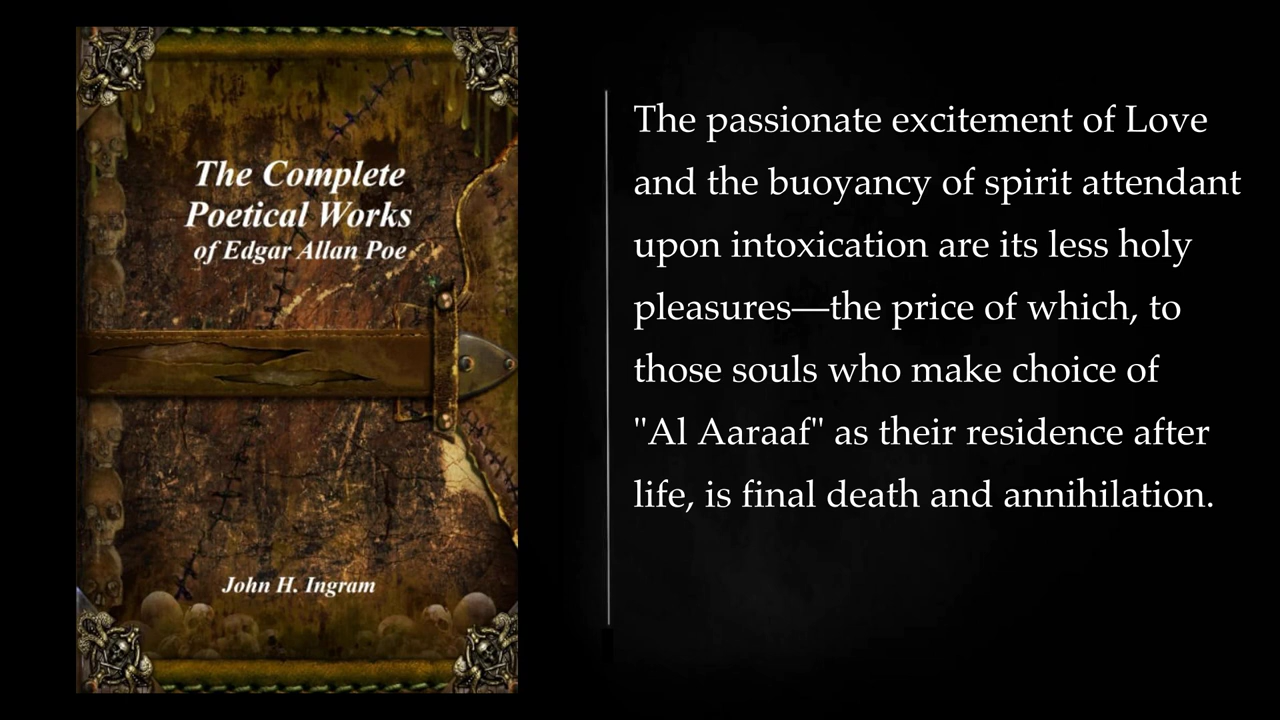 The Complete
Poetical Works
of Edgar Allan Poe
John H. Ingram
The passionate excitement of Love
and the buoyancy of spirit attendant
upon intoxication are its less holy
pleasures—the price of which, to
those souls who make choice of
"Al Aaraaf" as their residence after
life, is final death and annihilation.